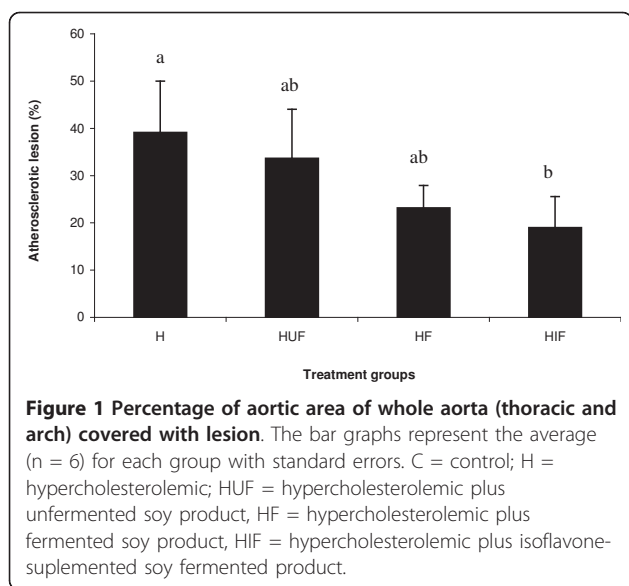 60
50
40
30
20
10
0
Atherosclerotic lesion (%)
a
ab
ab
b
H HUF HF HIF
Treatment groups
Figure 1 Percentage of aortic area of whole aorta (thoracic and
arch) covered with lesion. The bar graphs represent the average
(n = 6) for each group with standard errors. C = control; H =
hypercholesterolemic; HUF = hypercholesterolemic plus
unfermented soy product, HF = hypercholesterolemic plus
fermented soy product, HIF = hypercholesterolemic plus isoflavone-
suplemented soy fermented product.